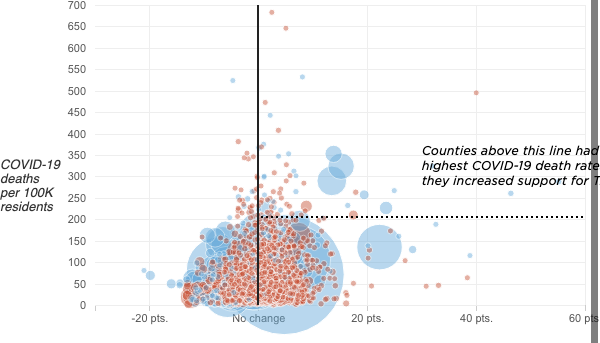 700
650
600
550
500
450
400
350
300
250
200
150
100
50
0
COVID-19
deaths
per 100K
residents
Counties above this line had
highest COVID-19 death rate
they increased support for T
-20 pts.
No change
20 pts.
40 pts.
60 pts